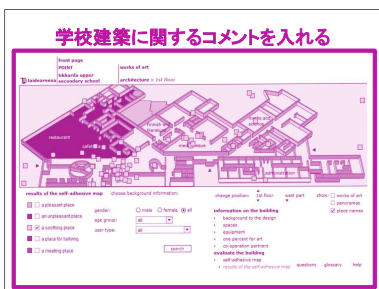 学校建築に関するコメントを入れる
front page
POINT
tikkurila upper
secondary school
works of art
taidearenna
architecture > 1st floor
restaurant
administration
results of the self-adhesive map
choose background information:
a pleasant place
an unpleasant place
a soothing place
a place for bullying
a meeting place
gender:
male
female
all
age group:
all
user type:
all
search
change position:
1st floor
west part
show:
works of art
panoramas
place names
information on the building
background to the design
spaces
equipment
one percent for art
co-operation partners
evaluate the building
self-adhesive map
results of the self-adhesive map
questions
glossary
help